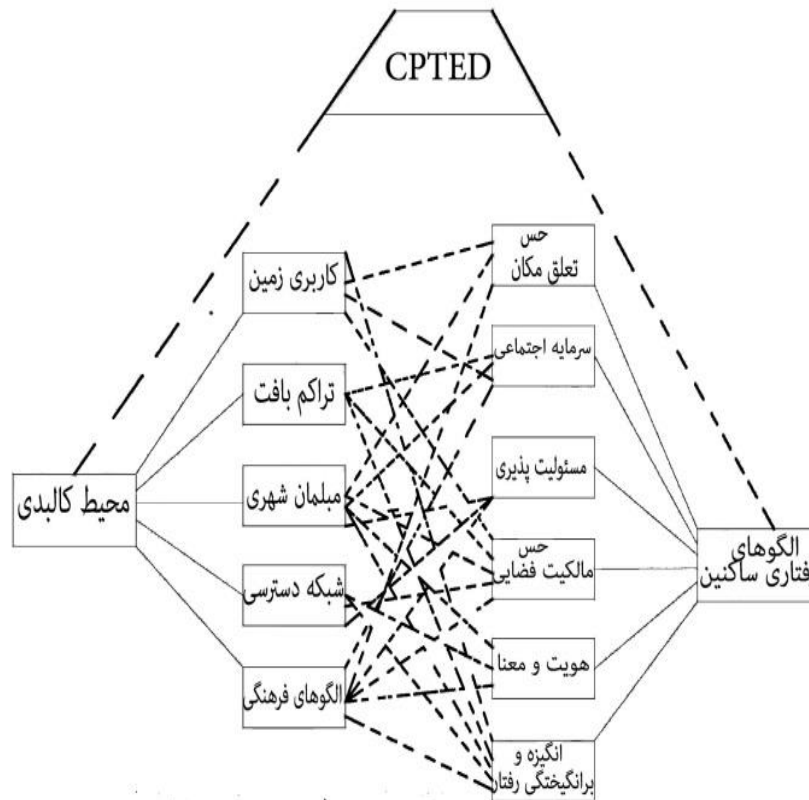 CPTED
حس
تعلق مکان
کاربری زمین
سرمایه اجتماعی
تراکم بافت
مسئولیت پذیری
مبلمان شهری
محیط کالبدی
حس
مالکیت فضایی
الگوهای
فتاری ساکنین
شبکه دسترسی
هویت و معنا
الگوهای فرهنگی
انگیزه و
برانگیختگی رفتار